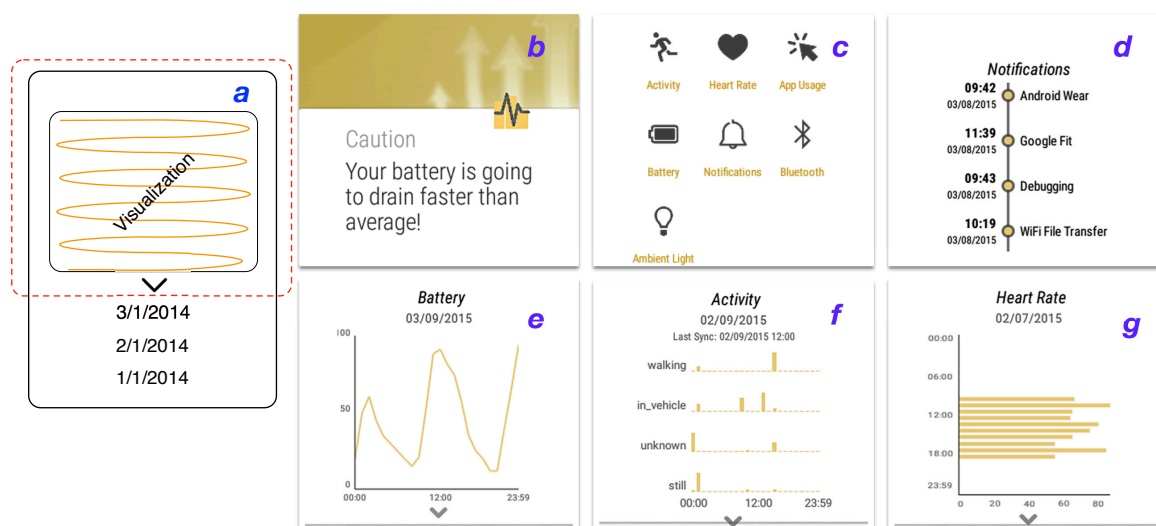 a
Visualization
3/1/2014
2/1/2014
1/1/2014
b
Caution
Your battery is going
to drain faster than
average!
c
Activity
Heart Rate
App Usage
Battery
Notifications
Bluetooth
Ambient Light
d
Notifications
09:42
03/08/2015
Android Wear
11:39
03/08/2015
Google Fit
09:43
03/08/2015
Debugging
10:19
03/08/2015
WiFi File Transfer
Battery
03/09/2015
e
100
50
0
00:00
12:00
23:59
Activity
02/09/2015
f
Last Sync: 02/09/2015 12:00
walking
in_vehicle
unknown
still
00:00
12:00
23:59
Heart Rate
02/07/2015
g
00:00
06:00
12:00
18:00
23:59
0 20 40 60 80